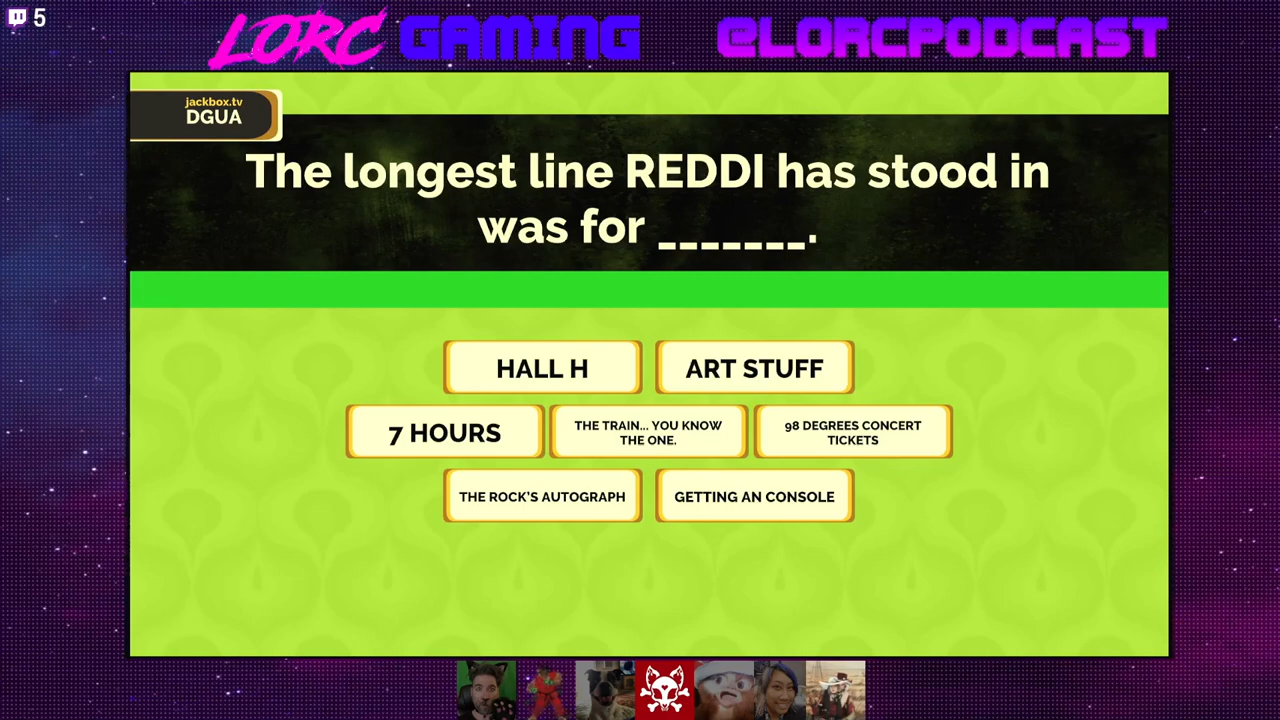 5
LORC GAMING @LORCPODCAST
jackbox.tv
DGUA
The longest line REDDI has stood in
was for _______.
HALL H
ART STUFF
7 HOURS
THE TRAIN... YOU KNOW
THE ONE.
98 DEGREES CONCERT
TICKETS
THE ROCK'S AUTOGRAPH
GETTING AN CONSOLE